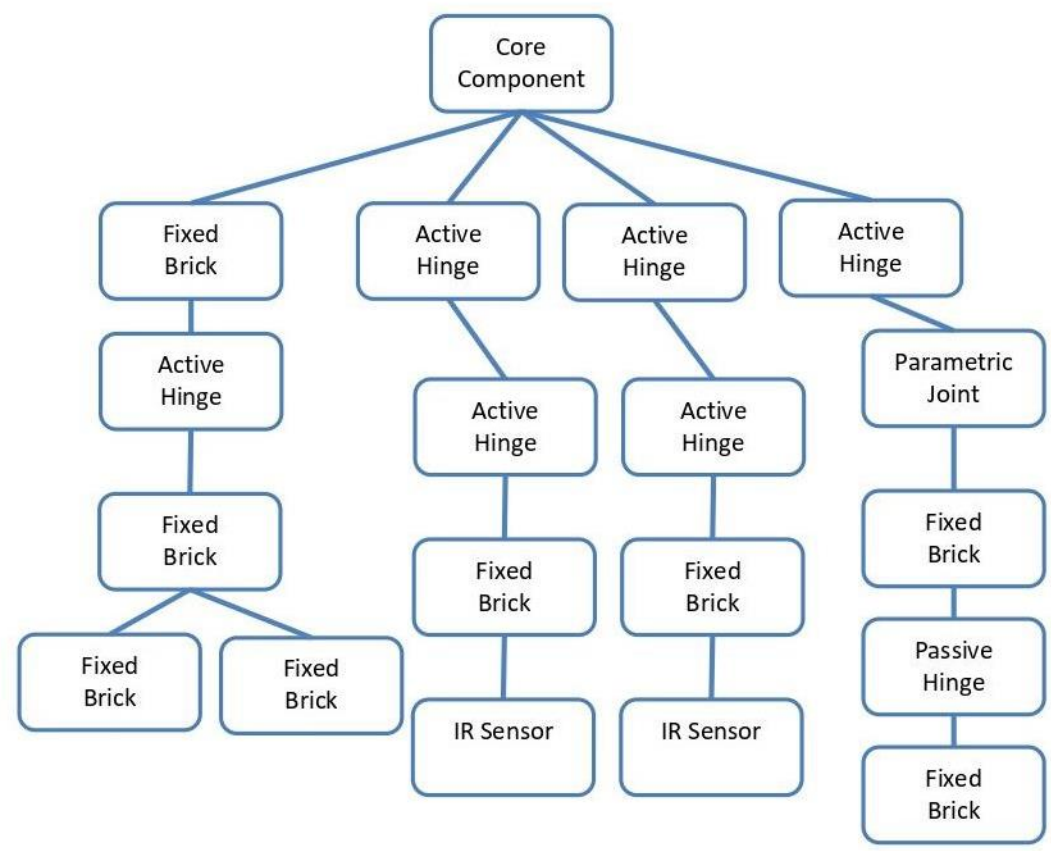 Core
Component
Fixed
Brick
Active
Hinge
Active
Hinge
Active
Hinge
Active
Hinge
Parametric
Joint
Active
Hinge
Active
Hinge
Fixed
Brick
Fixed
Brick
Fixed
Brick
Fixed
Brick
Fixed
Brick
Fixed
Brick
Passive
Hinge
IR Sensor
IR Sensor
Fixed
Brick